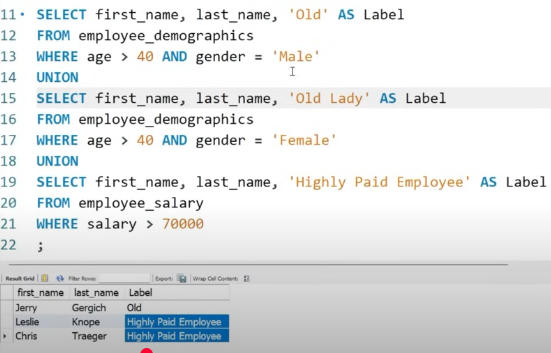 11 SELECT first_name, last_name, 'Old' AS Label
12 FROM employee_demographics
13 WHERE age > 40 AND gender = 'Male'
14 UNION
15 SELECT first_name, last_name, 'Old Lady' AS Label
16 FROM employee_demographics
17 WHERE age > 40 AND gender = 'Female'
18 UNION
19 SELECT first_name, last_name, 'Highly Paid Employee' AS Label
20 FROM employee_salary
21 WHERE salary > 70000
22 ;
Result Grid Filter Rows: Export: Wrap Cell Content:
first_name last_name Label
Jerry Gergich Old
Leslie Knope Highly Paid Employee
Chris Traeger Highly Paid Employee